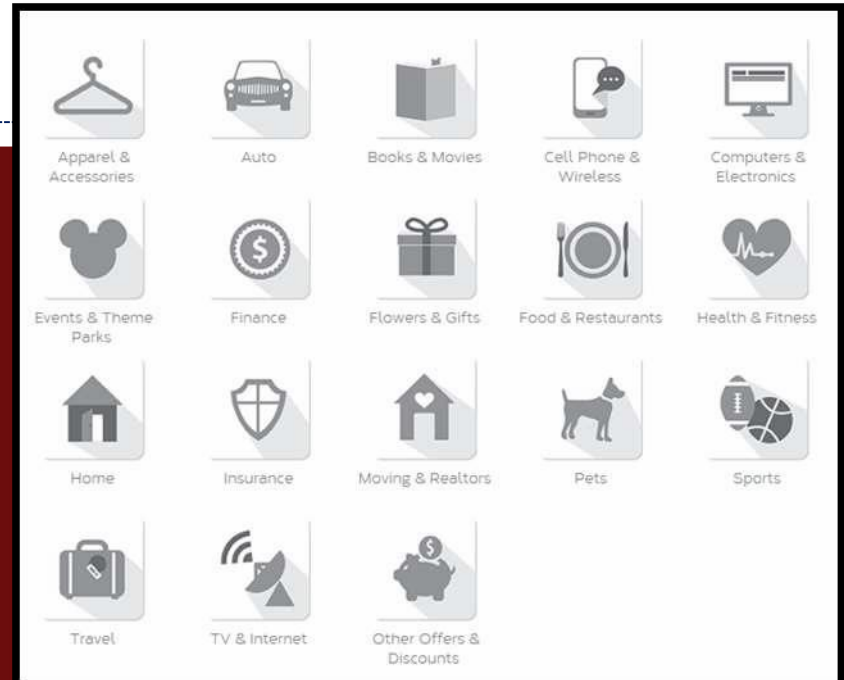 Apparel &
Accessories
Auto
Books & Movies
Cell Phone &
Wireless
Computers &
Electronics
Events & Theme
Parks
$
Finance
Flowers & Gifts
Food & Restaurants
Health & Fitness
Home
Insurance
Moving & Realtors
Pets
Sports
Travel
TV & Internet
$
Other Offers &
Discounts